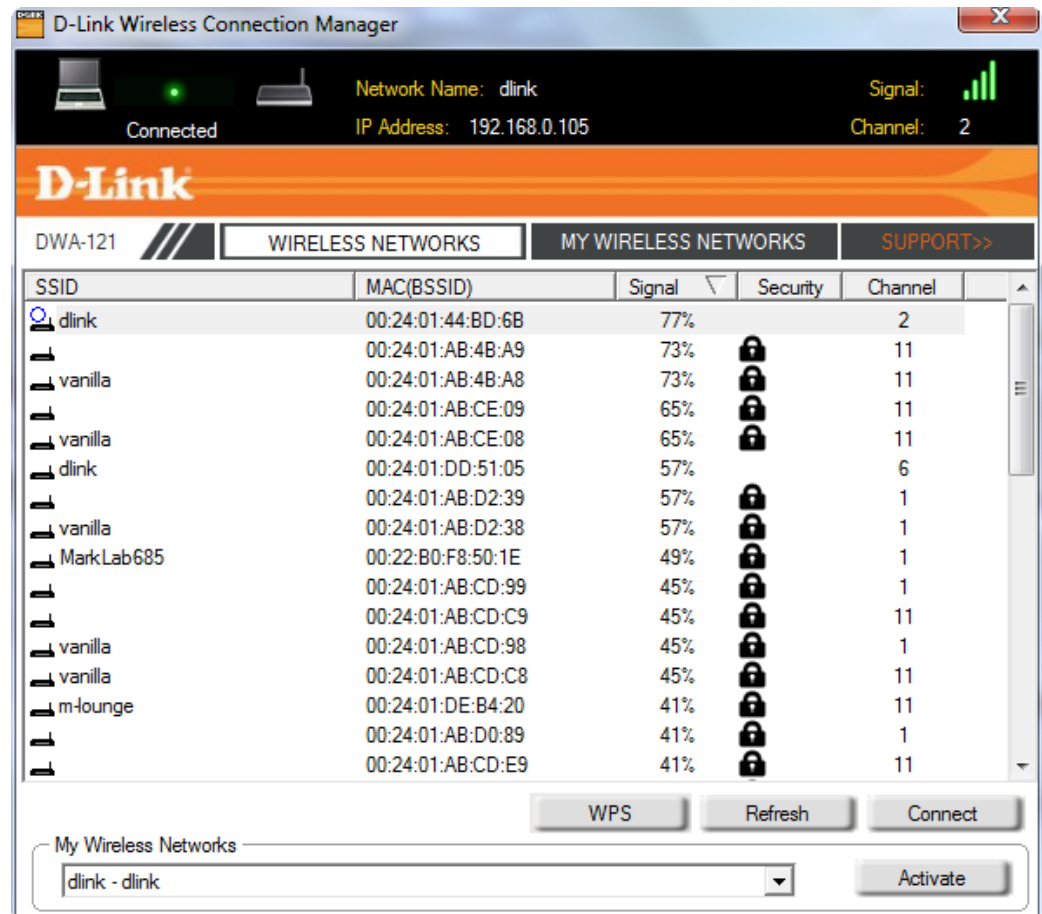 D-Link Wireless Connection Manager
Network Name: dlink Signal:
Connected IP Address: 192.168.0.105 Channel: 2
D-Link
DWA-121 WIRELESS NETWORKS MY WIRELESS NETWORKS SUPPORT>>
SSID MAC(BSSID) Signal Security Channel
dlink 00:24:01:44:BD:6B 77% 2
00:24:01:AB:4B:A9 73% 11
vanilla 00:24:01:AB:4B:A8 73% 11
00:24:01:AB:CE:09 65% 11
vanilla 00:24:01:AB:CE:08 65% 11
dlink 00:24:01:DD:51:05 57% 6
00:24:01:AB:D2:39 57% 1
vanilla 00:24:01:AB:D2:38 57% 1
MarkLab685 00:22:B0:F8:50:1E 49% 1
00:24:01:AB:CD:99 45% 1
00:24:01:AB:CD:C9 45% 11
vanilla 00:24:01:AB:CD:98 45% 1
vanilla 00:24:01:AB:CD:C8 45% 11
m-lounge 00:24:01:DE:B4:20 41% 11
00:24:01:AB:D0:89 41% 1
00:24:01:AB:CD:E9 41% 11
WPS Refresh Connect
My Wireless Networks
dlink - dlink Activate